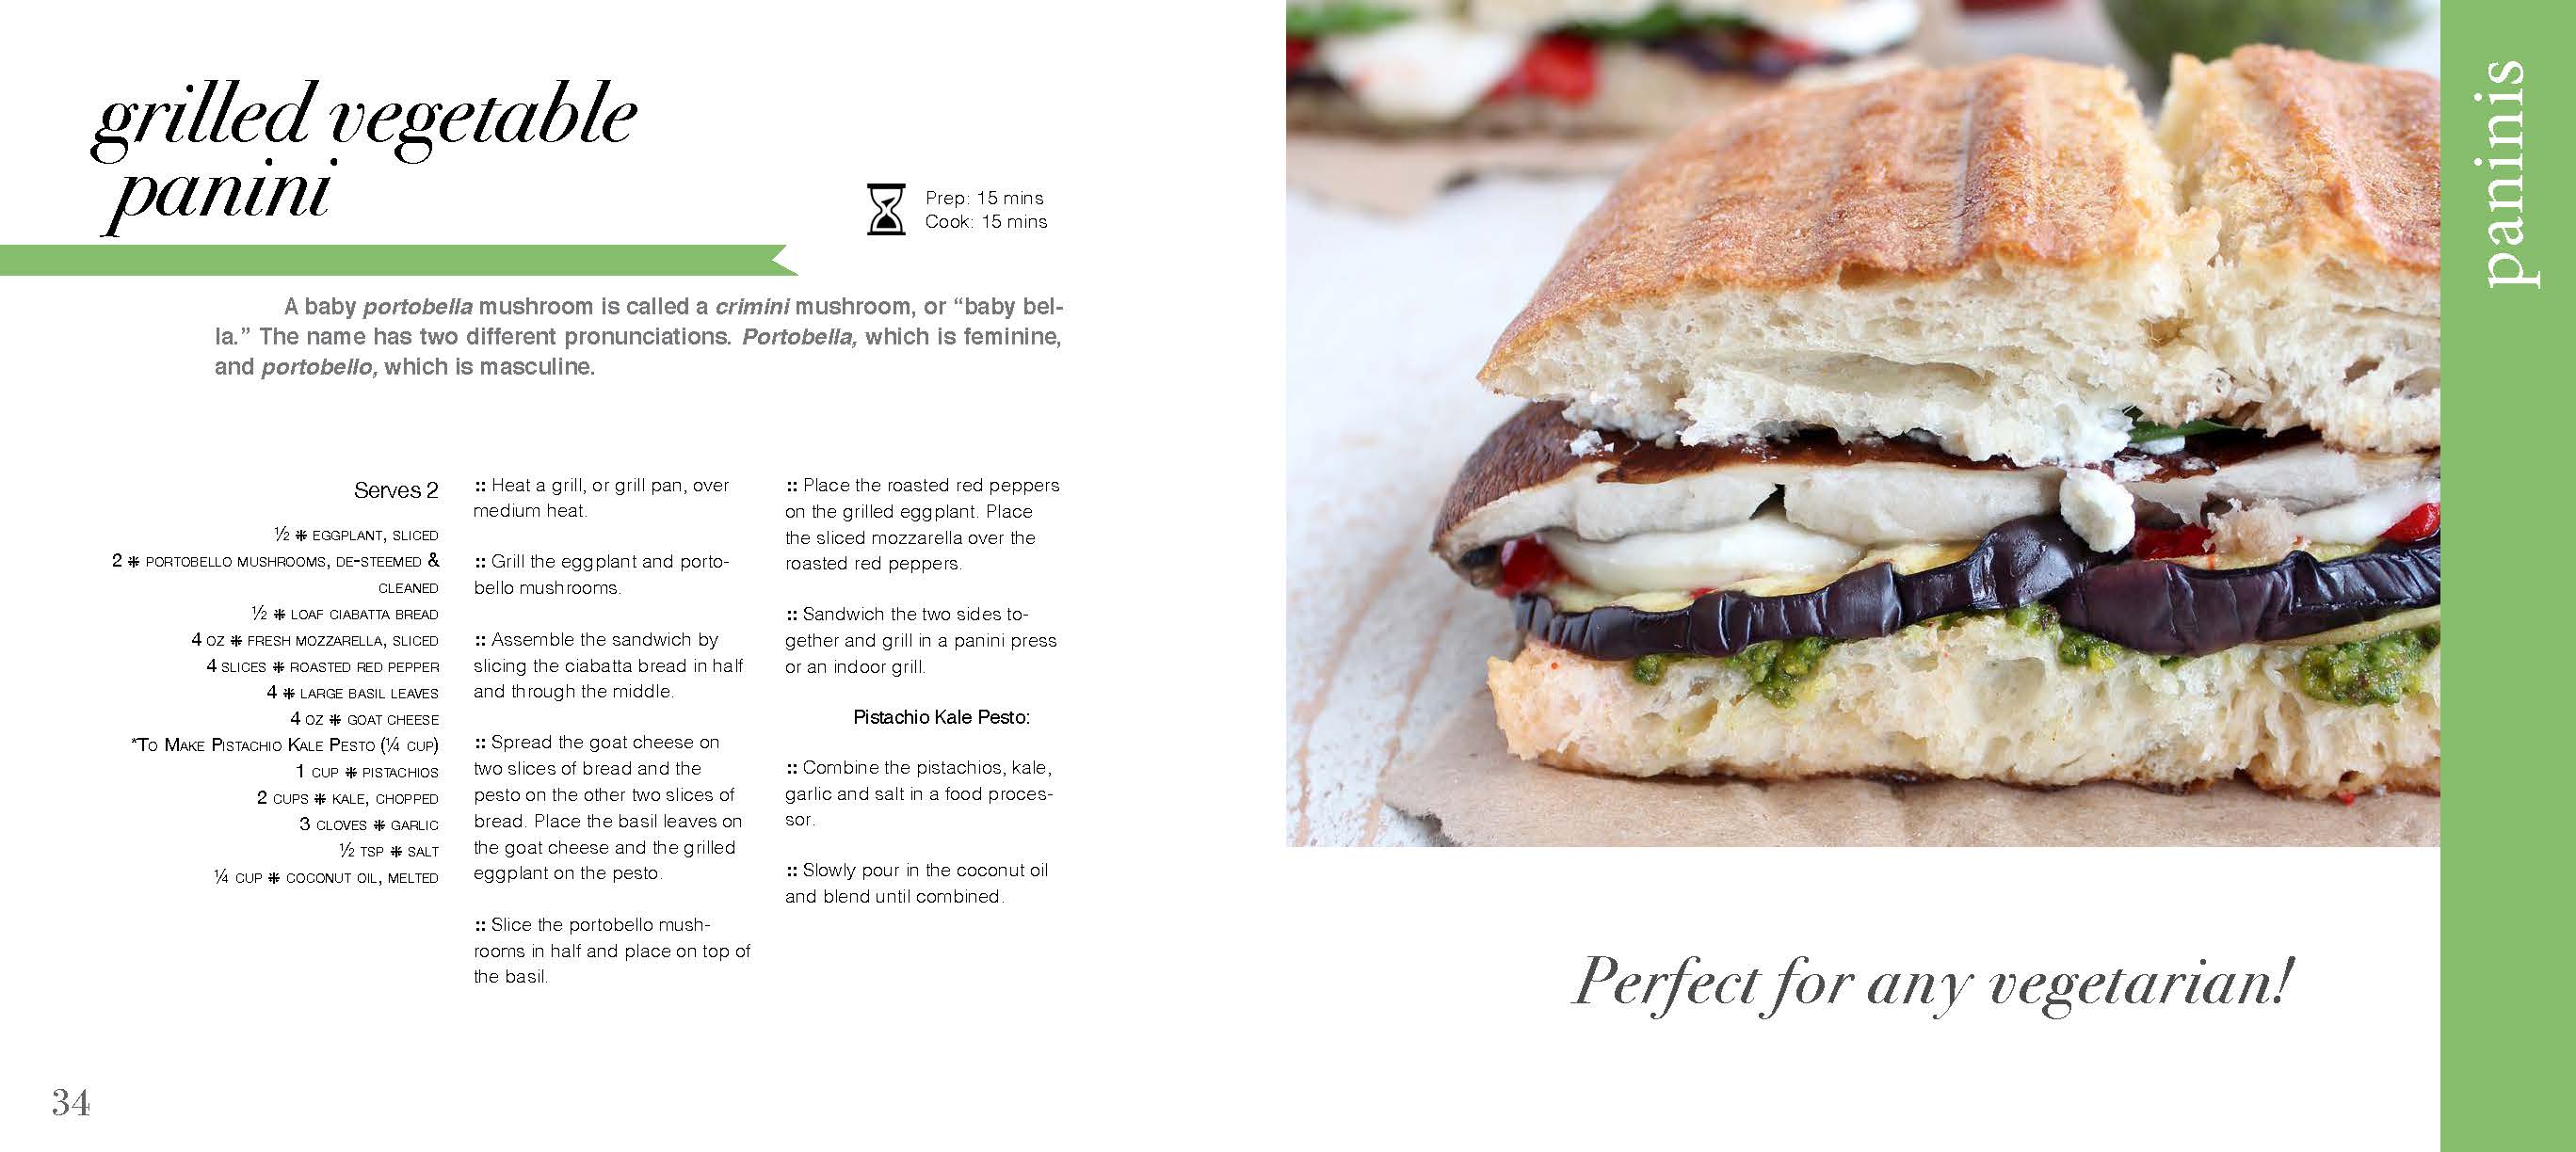 grilled vegetable
panini
Prep: 15 mins
Cook: 15 mins
A baby portobella mushroom is called a crimini mushroom, or “baby bel-
la.” The name has two different pronunciations. Portobella, which is feminine,
and portobello, which is masculine.
Serves 2
½ ⁜ eggplant, sliced
2 ⁜ portobello mushrooms, de-steemed &
cleaned
½ ⁜ loaf ciabatta bread
4 oz ⁜ fresh mozzarella, sliced
4 slices ⁜ roasted red pepper
4 ⁜ large basil leaves
4 oz ⁜ goat cheese
*To Make Pistachio Kale Pesto (¼ cup)
1 cup ⁜ pistachios
2 cups ⁜ kale, chopped
3 cloves ⁜ garlic
½ tsp ⁜ salt
¼ cup ⁜ coconut oil, melted
:: Heat a grill, or grill pan, over
medium heat.
:: Grill the eggplant and porto-
bello mushrooms.
:: Assemble the sandwich by
slicing the ciabatta bread in half
and through the middle.
:: Spread the goat cheese on
two slices of bread and the
pesto on the other two slices of
bread. Place the basil leaves on
the goat cheese and the grilled
eggplant on the pesto.
:: Slice the portobello mush-
rooms in half and place on top of
the basil.
:: Place the roasted red peppers
on the grilled eggplant. Place
the sliced mozzarella over the
roasted red peppers.
:: Sandwich the two sides to-
gether and grill in a panini press
or an indoor grill.
Pistachio Kale Pesto:
:: Combine the pistachios, kale,
garlic and salt in a food proces-
sor.
:: Slowly pour in the coconut oil
and blend until combined.
34
paninis
Perfect for any vegetarian!